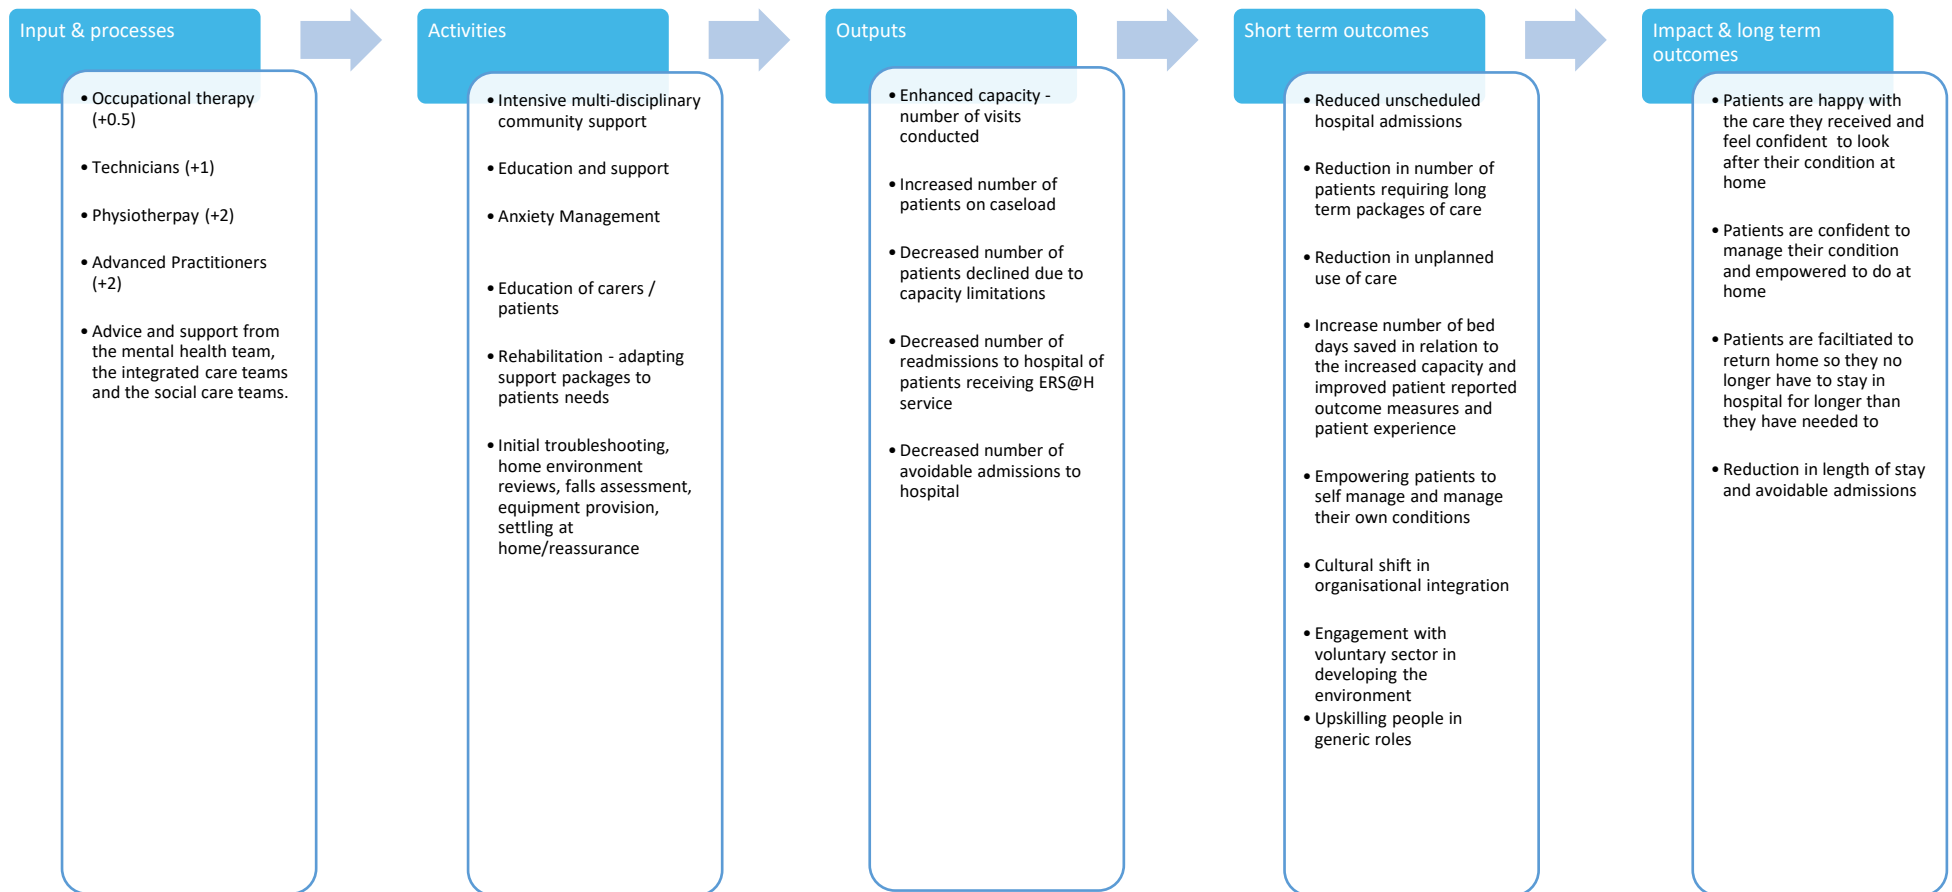 Input & processes
• Occupational therapy
(+0.5)
• Technicians (+1)
• Physiotherpay (+2)
• Advanced Practitioners
(+2)
• Advice and support from
the mental health team,
the integrated care teams
and the social care teams.
Activities
• Intensive multi-disciplinary
community support
• Education and support
• Anxiety Management
• Education of carers /
patients
• Rehabilitation - adapting
support packages to
patients needs
• Initial troubleshooting,
home environment
reviews, falls assessment,
equipment provision,
settling at
home/reassurance
Outputs
• Enhanced capacity -
number of visits
conducted
• Increased number of
patients on caseload
• Decreased number of
patients declined due to
capacity limitations
• Decreased number of
readmissions to hospital of
patients receiving ERS@H
service
• Decreased number of
avoidable admissions to
hospital
Short term outcomes
• Reduced unscheduled
hospital admissions
• Reduction in number of
patients requiring long
term packages of care
• Reduction in unplanned
use of care
• Increase number of bed
days saved in relation to
the increased capacity and
improved patient reported
outcome measures and
patient experience
• Empowering patients to
self manage and manage
their own conditions
• Cultural shift in
organisational integration
• Engagement with
voluntary sector in
developing the
environment
• Upskilling people in
generic roles
Impact & long term
outcomes
• Patients are happy with
the care they received and
feel confident to look
after their condition at
home
• Patients are confident to
manage their condition
and empowered to do at
home
• Patients are faciltiated to
return home so they no
longer have to stay in
hospital for longer than
they have needed to
• Reduction in length of stay
and avoidable admissions